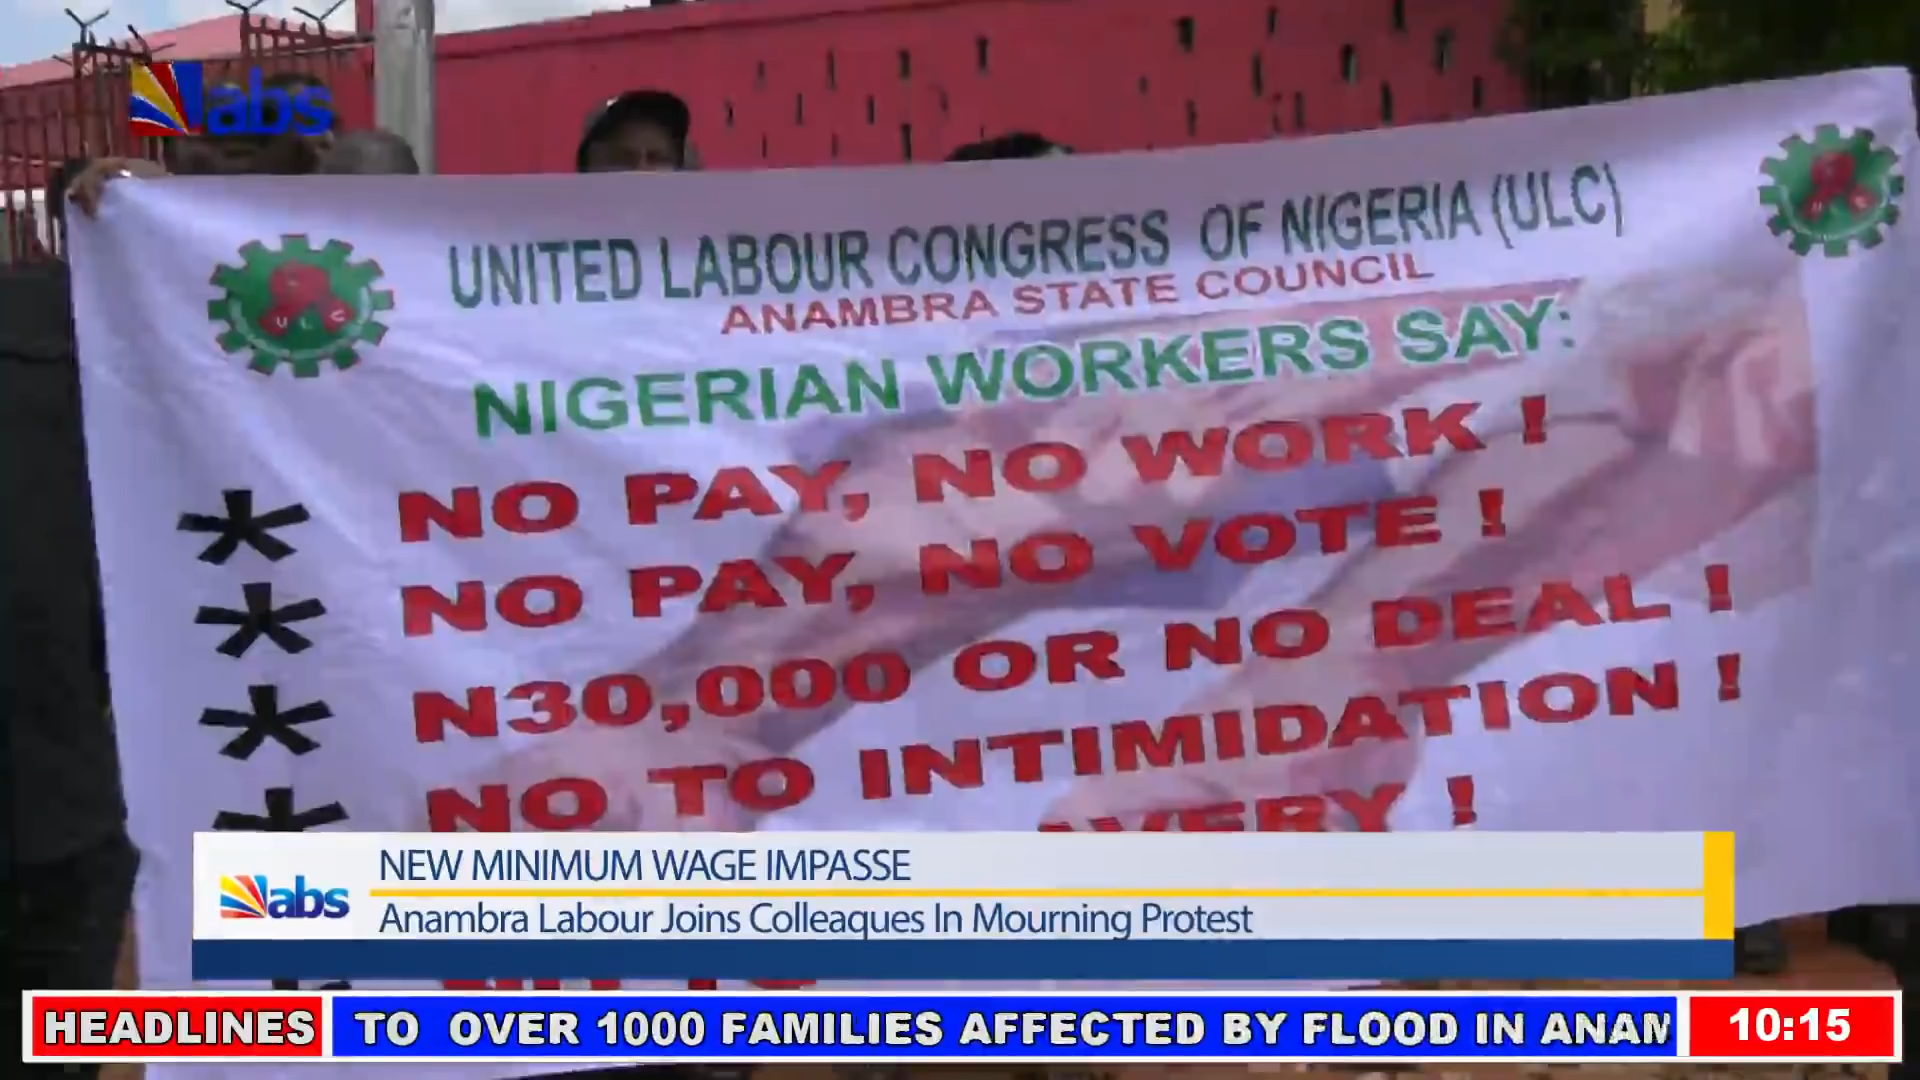 abs
UNITED LABOUR CONGRESS OF NIGERIA (ULC)
ANAMBRA STATE COUNCIL
NIGERIAN WORKERS SAY:
* NO PAY, NO WORK !
* NO PAY, NO VOTE !
* N30,000 OR NO DEAL !
* NO TO INTIMIDATION !
ULC
NEW MINIMUM WAGE IMPASSE
abs
Anambra Labour Joins Colleagues In Mourning Protest
HEADLINES TO OVER 1000 FAMILIES AFFECTED BY FLOOD IN ANAM 10:15